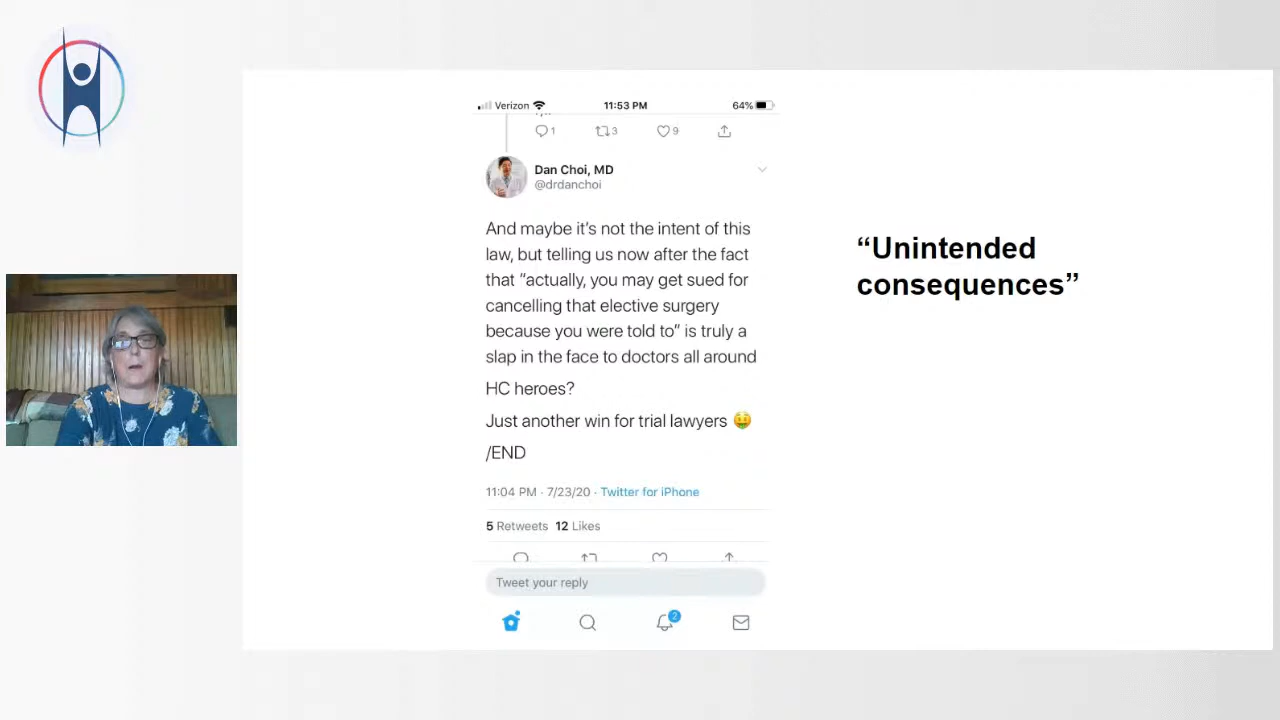 Verizon 11:53 PM 64%
1 3 9
Dan Choi, MD
@drdanchoi
And maybe it's not the intent of this
law, but telling us now after the fact
that “actually, you may get sued for
cancelling that elective surgery
because you were told to” is truly a
slap in the face to doctors all around
HC heroes?
Just another win for trial lawyers 🤑
/END
11:04 PM · 7/23/20 · Twitter for iPhone
5 Retweets 12 Likes
Tweet your reply
2
“Unintended
consequences”